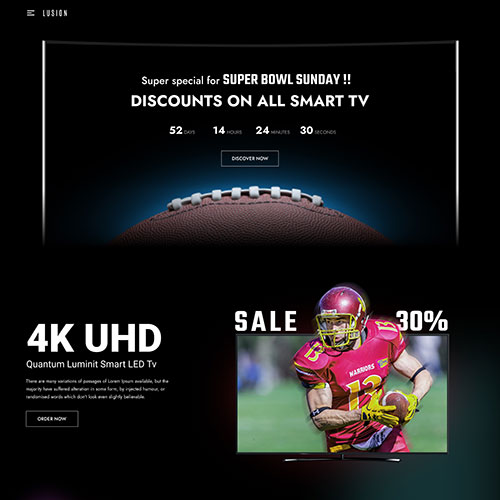 LUSION
Super special for SUPER BOWL SUNDAY !!
DISCOUNTS ON ALL SMART TV
52 DAYS 14 HOURS 24 MINUTES 30 SECONDS
DISCOVER NOW
SALE 30%
4K UHD
Quantum Luminit Smart LED Tv
There are many variations of passages of Lorem Ipsum available, but the
majority have suffered alteration in some form, by injected humour, or
randomised words which don't look even slightly believable.
ORDER NOW
WARRIORS
13
13